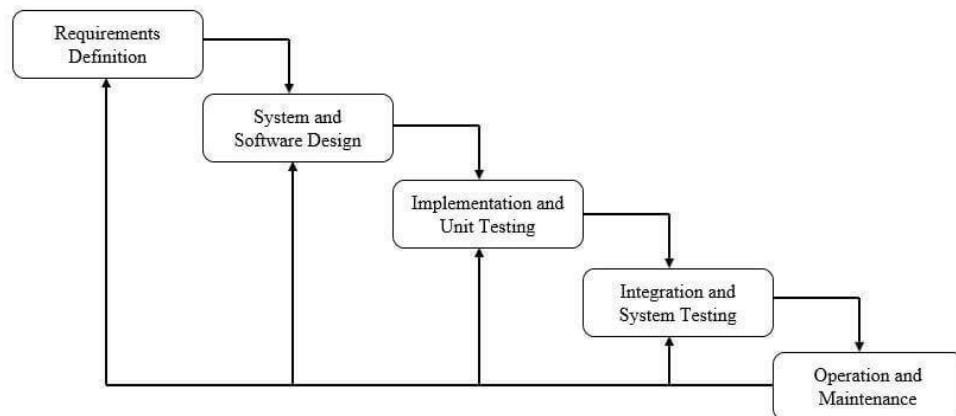 Requirements
Definition
System and
Software Design
Implementation and
Unit Testing
Integration and
System Testing
Operation and
Maintenance